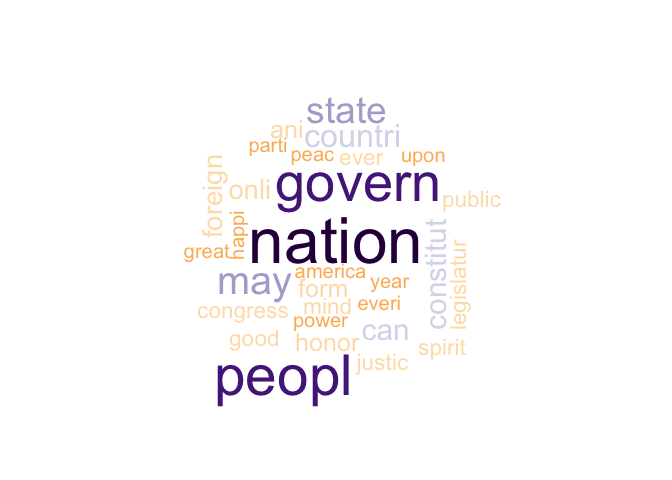 state
ani
countri
parti
peac
ever
upon
foreign
onli
govern
public
happi
nation
great
constitut
legislatur
may
america
year
form
congress
mind
everi
power
can
good
honor
justic
spirit
peopl